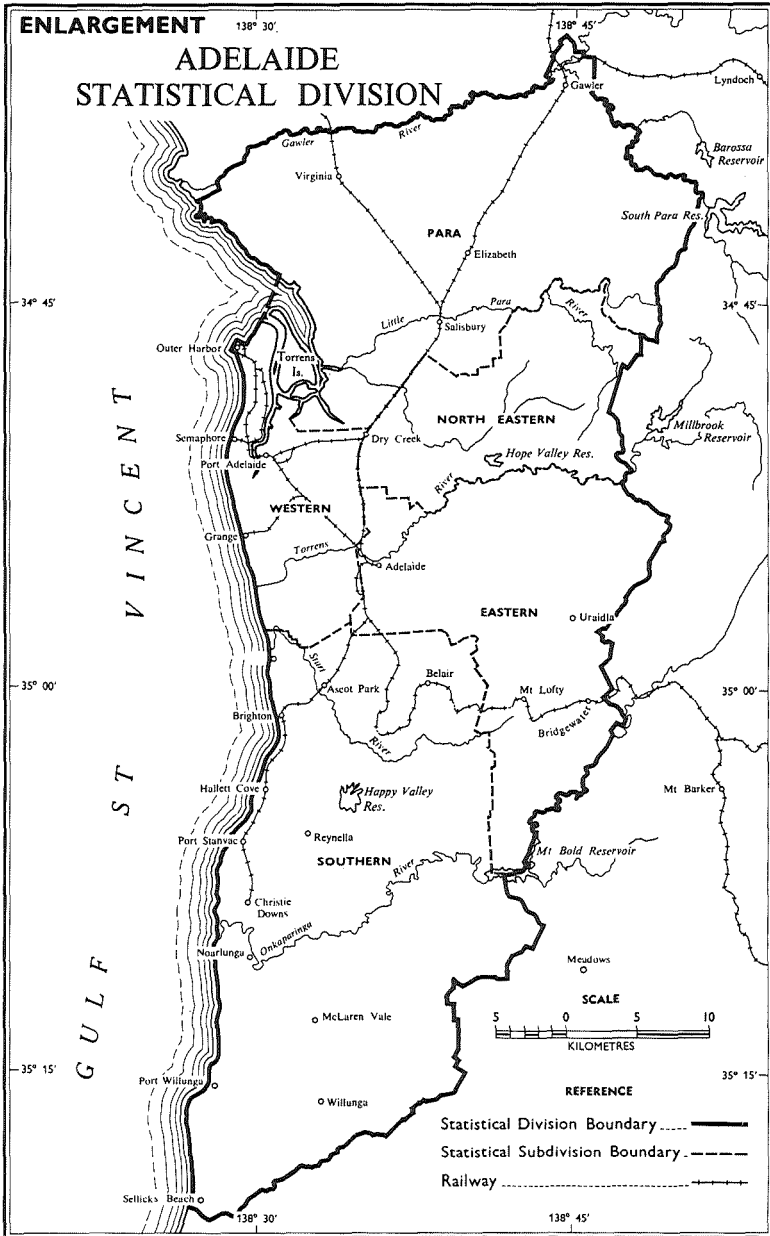 ENLARGEMENT
138° 30'
138° 45'
ADELAIDE
STATISTICAL DIVISION
Gawler
Lyndoch
Gawler River
Barossa
Reservoir
Virginia
South Para Res.
PARA
Elizabeth
34° 45'
34° 45'
Little Para River
Salisbury
Outer Harbor
Torrens
Is.
NORTH EASTERN
Millbrook
Reservoir
Semaphore
Dry Creek
Port Adelaide
Hope Valley Res.
River
WESTERN
Grange
Torrens
Adelaide
EASTERN
Uraidla
Sturt
River
35° 00'
35° 00'
Ascot Park
Belair
Mt Lofty
Bridgewater
Brighton
Hallett Cove
Happy Valley
Res.
Mt Barker
Port Stanvac
Reynella
SOUTHERN
Mt Bold Reservoir
River
Christie
Downs
Onkaparinga
Noarlunga
Meadows
GULF ST VINCENT
McLaren Vale
SCALE
5 0 5 10
KILOMETRES
35° 15'
35° 15'
Port Willunga
Willunga
REFERENCE
Statistical Division Boundary
Statistical Subdivision Boundary
Railway
Sellicks Beach
138° 30'
138° 45'